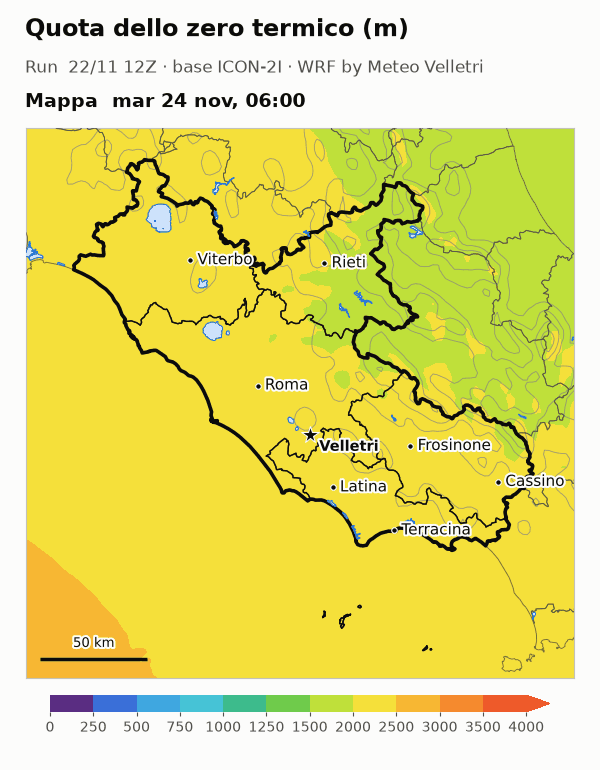 Quota dello zero termico (m)
Run  22/11 12Z · base ICON-2I · WRF by Meteo Velletri
Mappa  mar 24 nov, 06:00
Viterbo
Rieti
Roma
Velletri
Frosinone
Latina
Cassino
Terracina
50 km
0 250 500 750 1000 1250 1500 2000 2500 3000 3500 4000